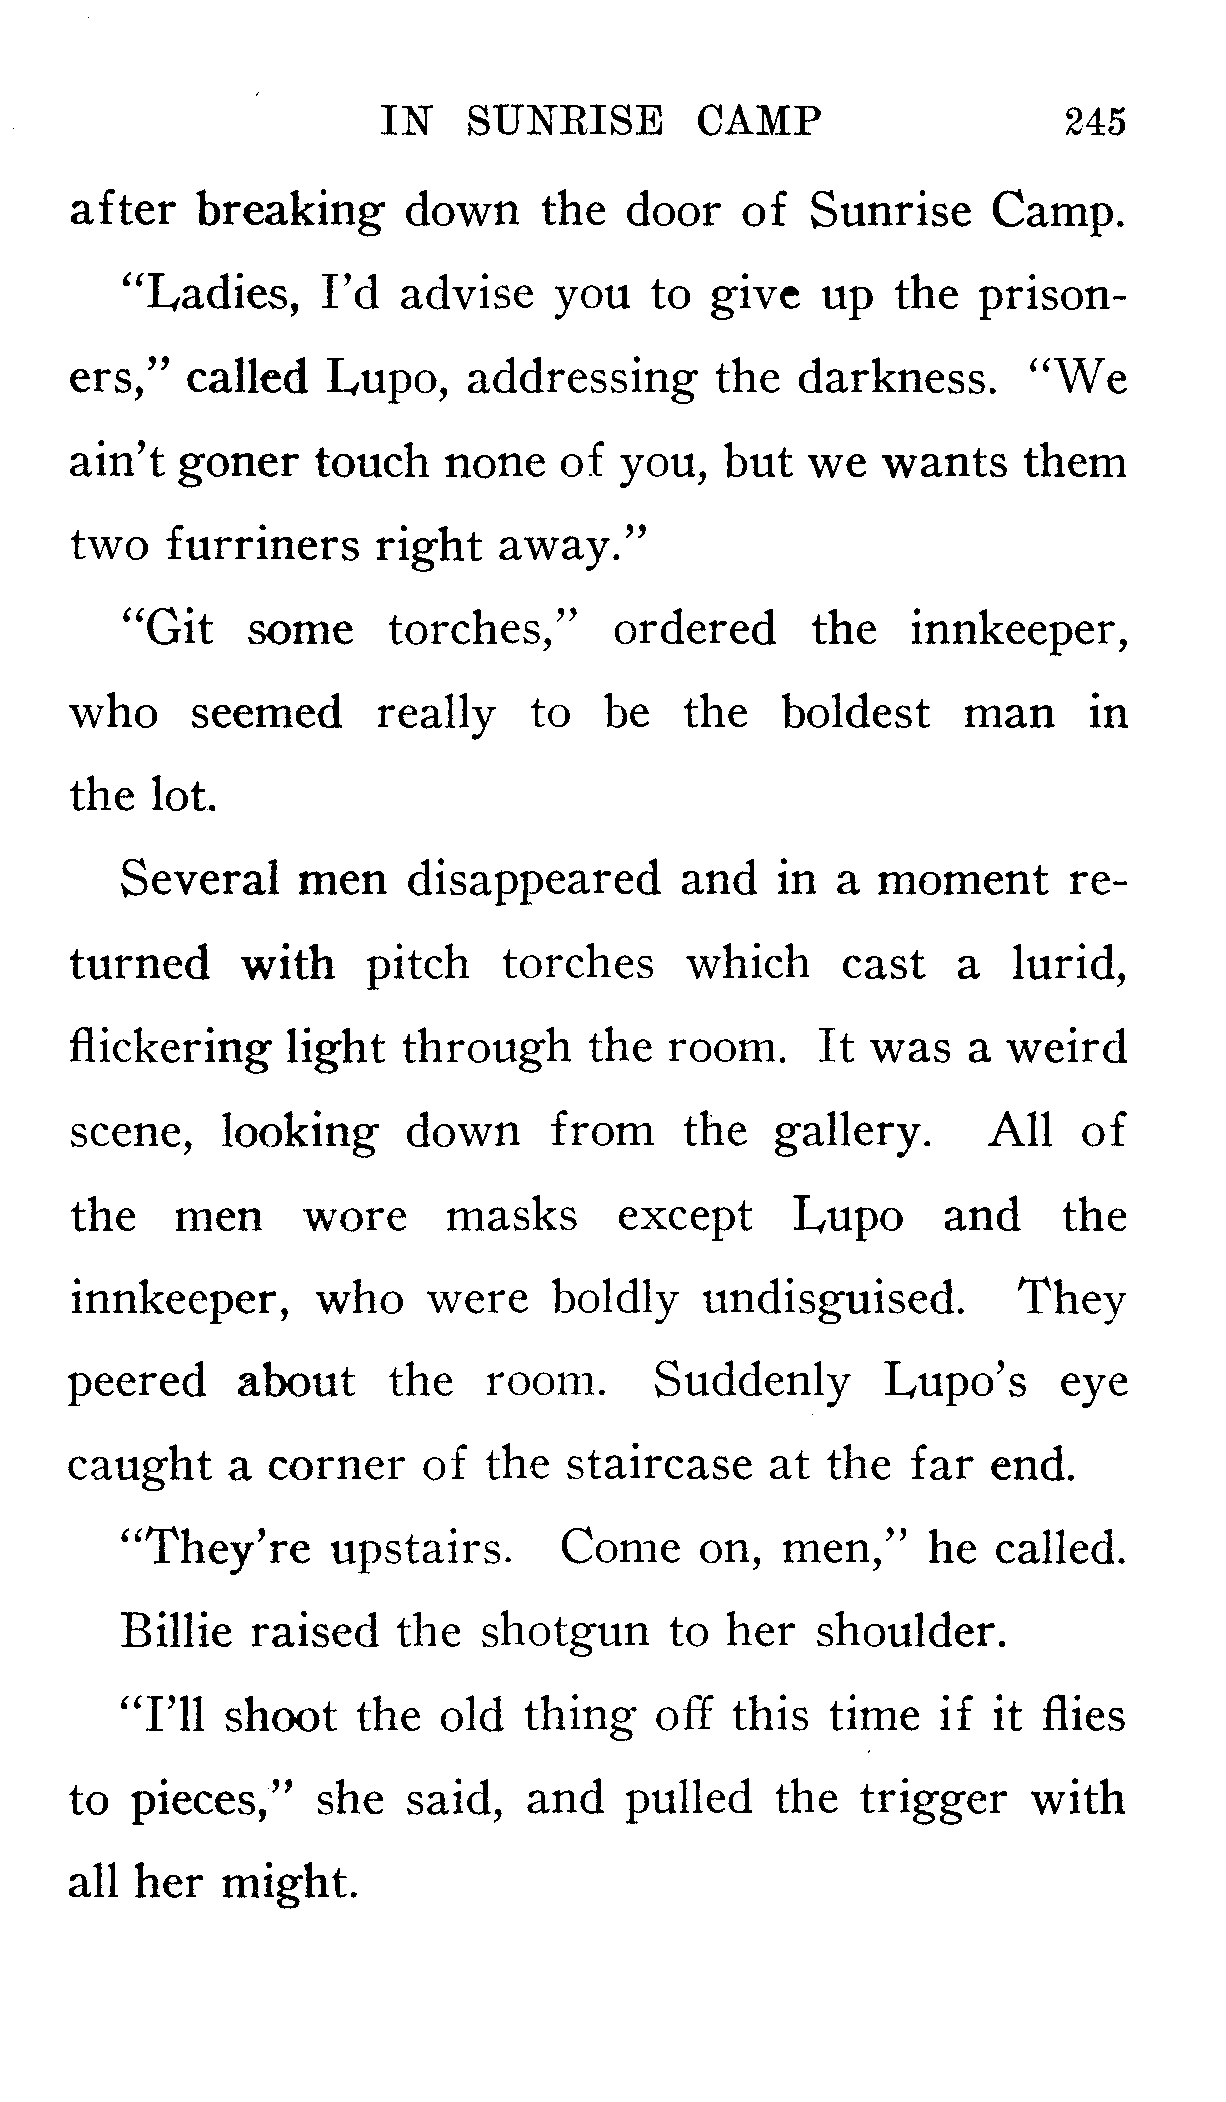 IN SUNRISE CAMP 245
after breaking down the door of Sunrise Camp.
“Ladies, I’d advise you to give up the prison-
ers,” called Lupo, addressing the darkness. “We
ain’t goner touch none of you, but we wants them
two furriners right away.”
“Git some torches,” ordered the innkeeper,
who seemed really to be the boldest man in
the lot.
Several men disappeared and in a moment re-
turned with pitch torches which cast a lurid,
flickering light through the room. It was a weird
scene, looking down from the gallery. All of
the men wore masks except Lupo and the
innkeeper, who were boldly undisguised. They
peered about the room. Suddenly Lupo’s eye
caught a corner of the staircase at the far end.
“They’re upstairs. Come on, men,” he called.
Billie raised the shotgun to her shoulder.
“I’ll shoot the old thing off this time if it flies
to pieces,” she said, and pulled the trigger with
all her might.